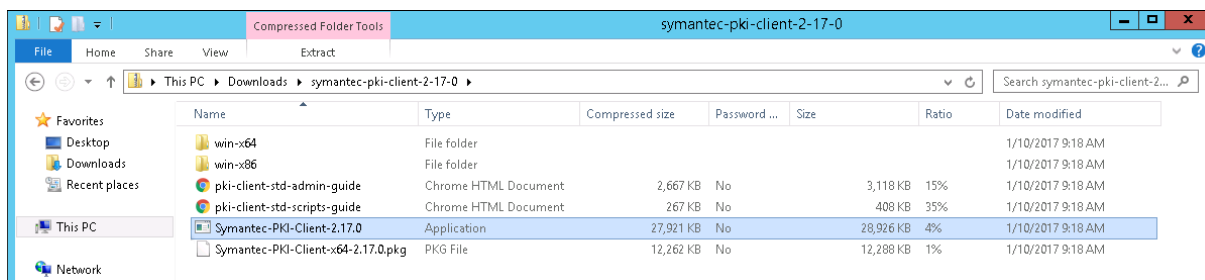 Compressed Folder Tools symantec-pki-client-2-17-0
File Home Share View Extract
This PC Downloads symantec-pki-client-2-17-0 Search symantec-pki-client-2...
Favorites
Desktop
Downloads
Recent places
This PC
Network
Name Type Compressed size Password ... Size Ratio Date modified
win-x64 File folder 1/10/2017 9:18 AM
win-x86 File folder 1/10/2017 9:18 AM
pki-client-std-admin-guide Chrome HTML Document 2,667 KB No 3,118 KB 15% 1/10/2017 9:18 AM
pki-client-std-scripts-guide Chrome HTML Document 267 KB No 408 KB 35% 1/10/2017 9:18 AM
Symantec-PKI-Client-2.17.0 Application 27,921 KB No 28,926 KB 4% 1/10/2017 9:18 AM
Symantec-PKI-Client-x64-2.17.0.pkg PKG File 12,262 KB No 12,288 KB 1% 1/10/2017 9:18 AM